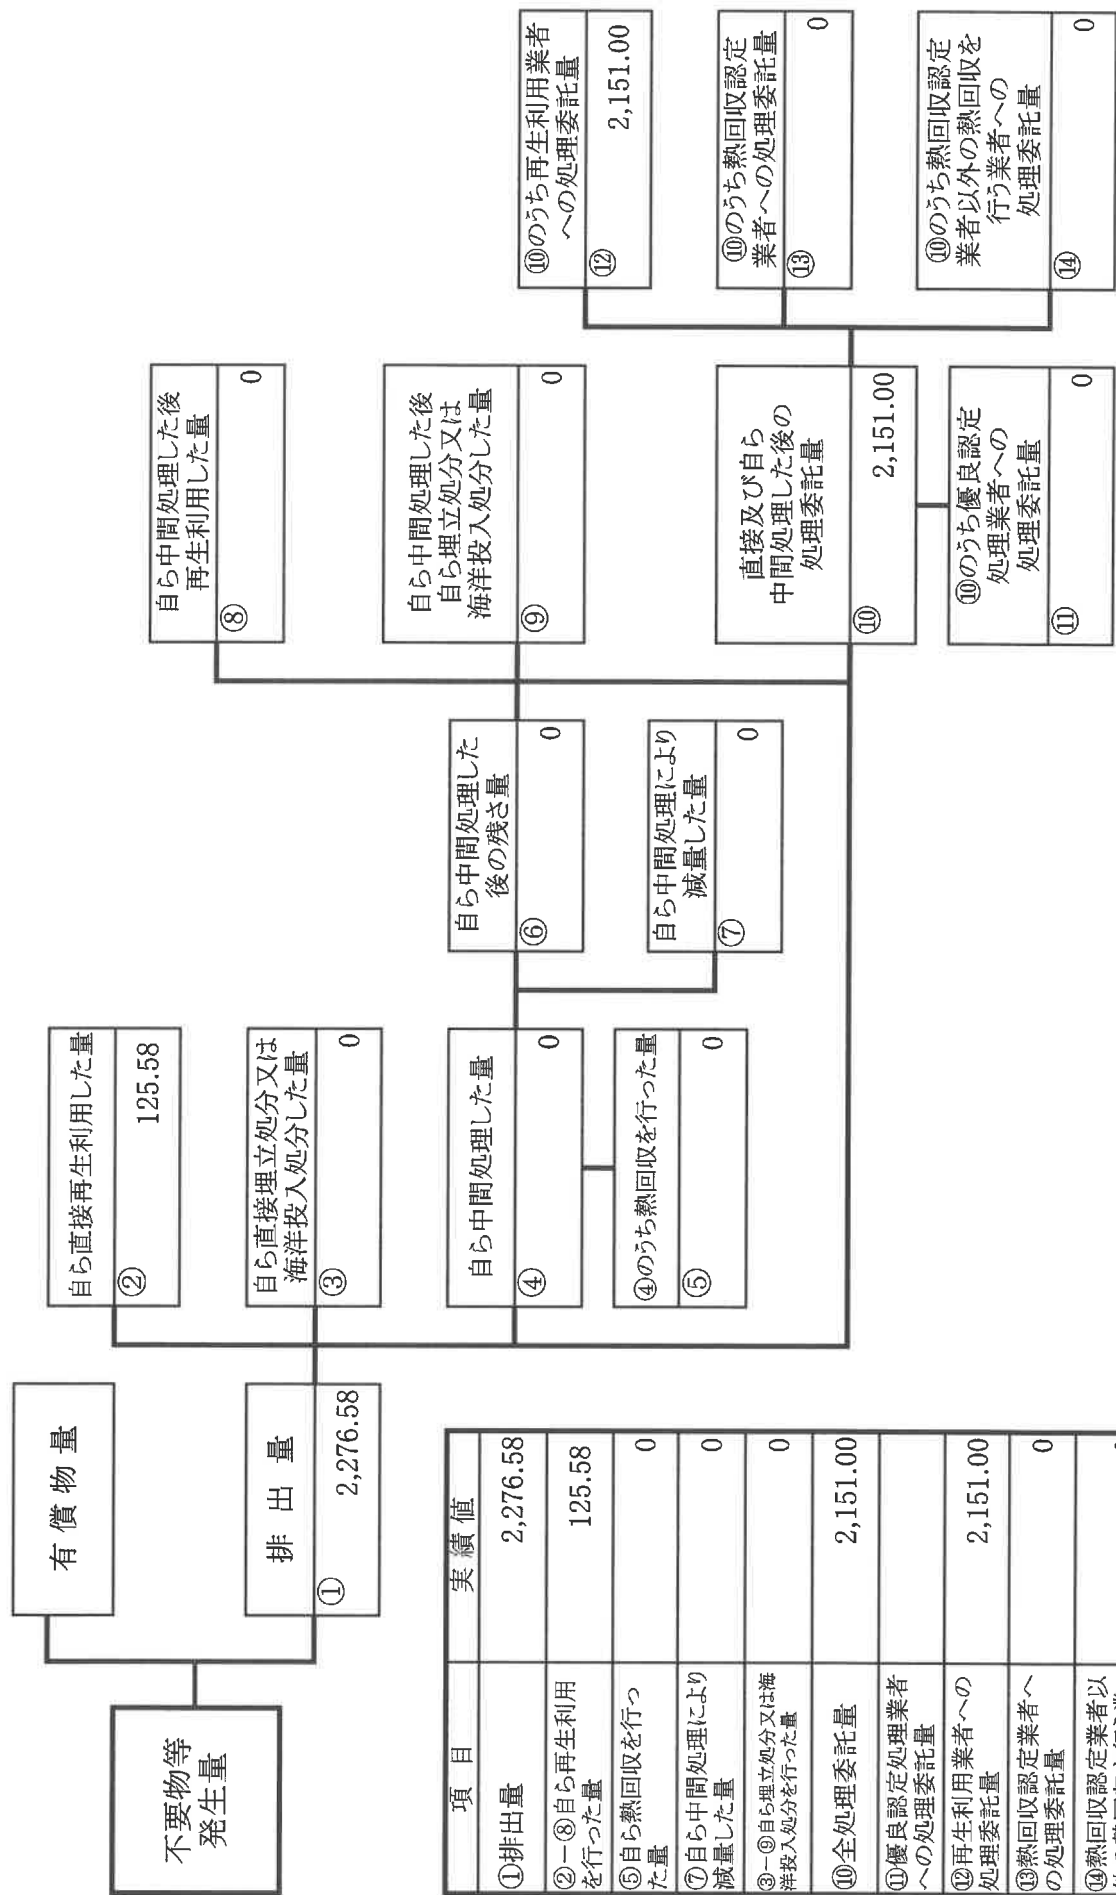 不要物等
発生量
有償物量
排出量
①
2,276.58
自ら直接再生利用した量
②
125.58
自ら直接埋立処分又は
海洋投入処分した量
③
0
自ら中間処理した量
④
0
④のうち熱回収を行った量
⑤
0
自ら中間処理した
後の残さ量
⑥
0
自ら中間処理により
減量した量
⑦
0
自ら中間処理した後
再生利用した量
⑧
0
自ら中間処理した後
自ら埋立処分又は
海洋投入処分した量
⑨
0
直接及び自ら
中間処理した後の
処理委託量
⑩
2,151.00
⑩のうち優良認定
処理業者への
処理委託量
⑪
0
⑩のうち再生利用業者
への処理委託量
⑫
2,151.00
⑩のうち熱回収認定
業者への処理委託量
⑬
0
⑩のうち熱回収認定
業者以外の熱回収を
行う業者への
処理委託量
⑭
0
項目 実績値
①排出量 2,276.58
②−⑧自ら再生利用
を行った量
125.58
⑤自ら熱回収を行っ
た量
0
⑦自ら中間処理により
減量した量
0
③−⑨自ら埋立処分又は海
洋投入処分を行った量
0
⑩全処理委託量 2,151.00
⑪優良認定処理業者
への処理委託量
⑫再生利用業者への
処理委託量
2,151.00
⑬熱回収認定業者へ
の処理委託量
0
⑭熱回収認定業者以